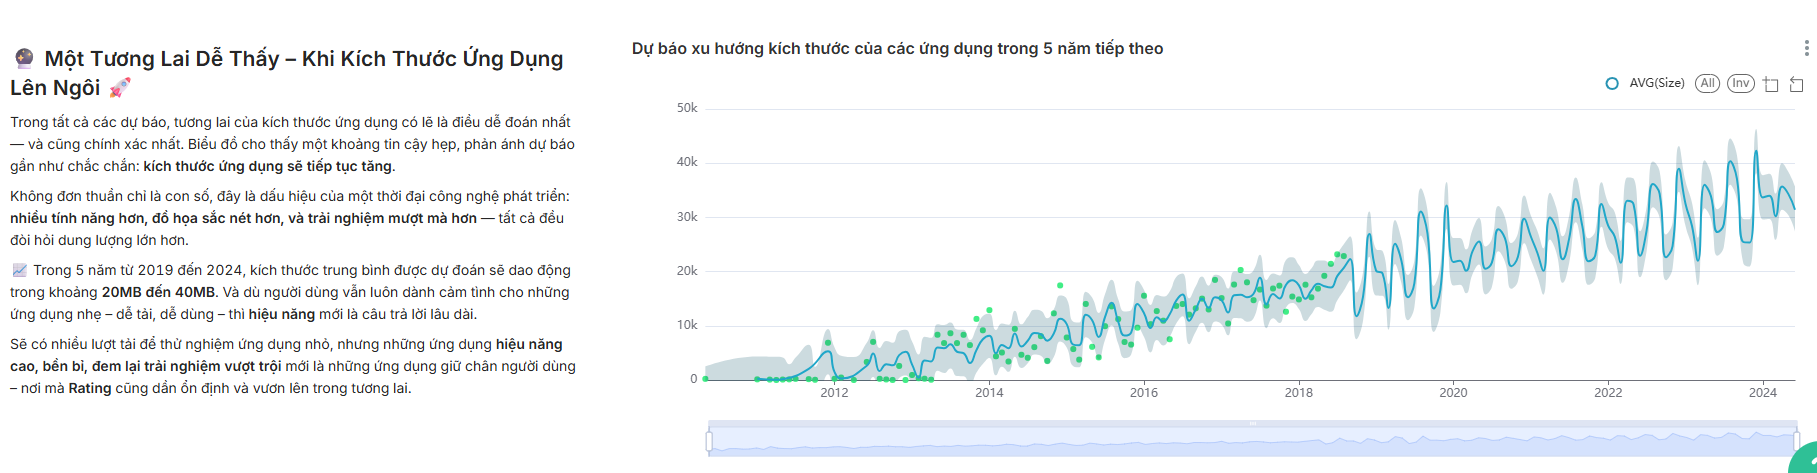 🔮 Một Tương Lai Dễ Thấy – Khi Kích Thước Ứng Dụng
Lên Ngôi 🚀
Trong tất cả các dự báo, tương lai của kích thước ứng dụng có lẽ là điều dễ đoán nhất
— và cũng chính xác nhất. Biểu đồ cho thấy một khoảng tin cậy hẹp, phản ánh dự báo
gần như chắc chắn: kích thước ứng dụng sẽ tiếp tục tăng.
Không đơn thuần chỉ là con số, đây là dấu hiệu của một thời đại công nghệ phát triển:
nhiều tính năng hơn, đồ họa sắc nét hơn, và trải nghiệm mượt mà hơn — tất cả đều
đòi hỏi dung lượng lớn hơn.
📈 Trong 5 năm từ 2019 đến 2024, kích thước trung bình được dự đoán sẽ dao động
trong khoảng 20MB đến 40MB. Và dù người dùng vẫn luôn dành cảm tình cho những
ứng dụng nhẹ – dễ tải, dễ dùng – thì hiệu năng mới là câu trả lời lâu dài.
Sẽ có nhiều lượt tải để thử nghiệm ứng dụng nhỏ, nhưng những ứng dụng hiệu năng
cao, bền bỉ, đem lại trải nghiệm vượt trội mới là những ứng dụng giữ chân người dùng
– nơi mà Rating cũng dần ổn định và vươn lên trong tương lai.
Dự báo xu hướng kích thước của các ứng dụng trong 5 năm tiếp theo
AVG(Size) All Inv
50k
40k
30k
20k
10k
0
2012 2014 2016 2018 2020 2022 2024